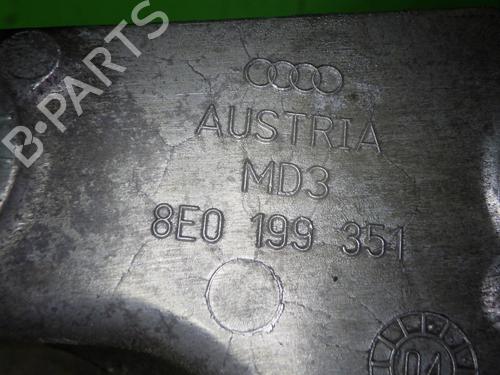 B-PARTS
AUSTRIA
MD3
8E0 199 351
04